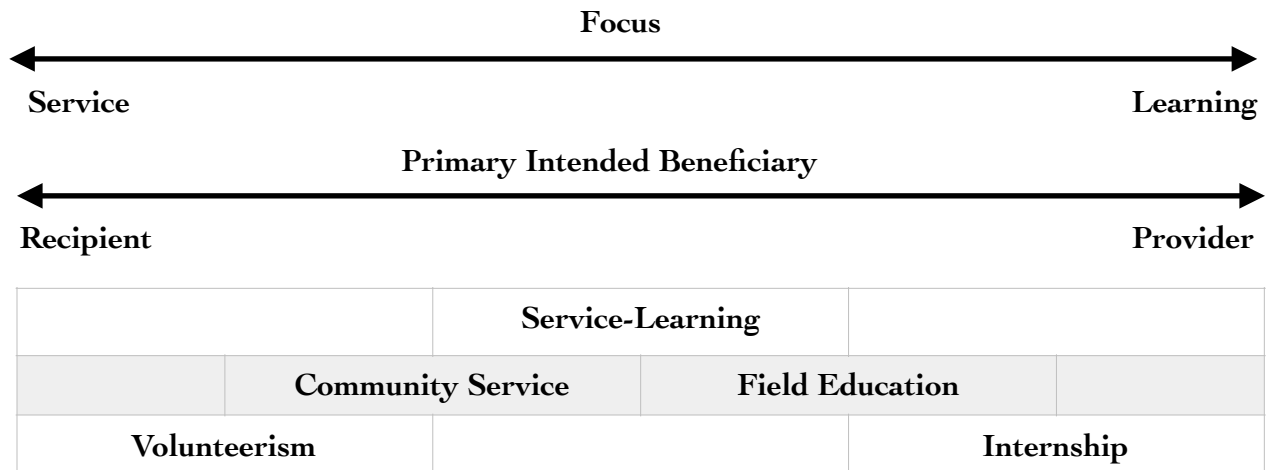 Focus
Service Learning
Primary Intended Beneficiary
Recipient Provider
Service-Learning
Community Service Field Education
Volunteerism Internship